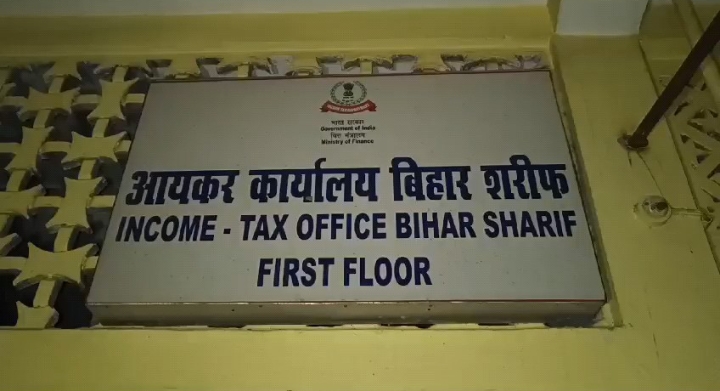 भारत सरकार
Government of India
वित्त मंत्रालय
Ministry of Finance
आयकर कार्यालय बिहार शरीफ
INCOME - TAX OFFICE BIHAR SHARIF
FIRST FLOOR